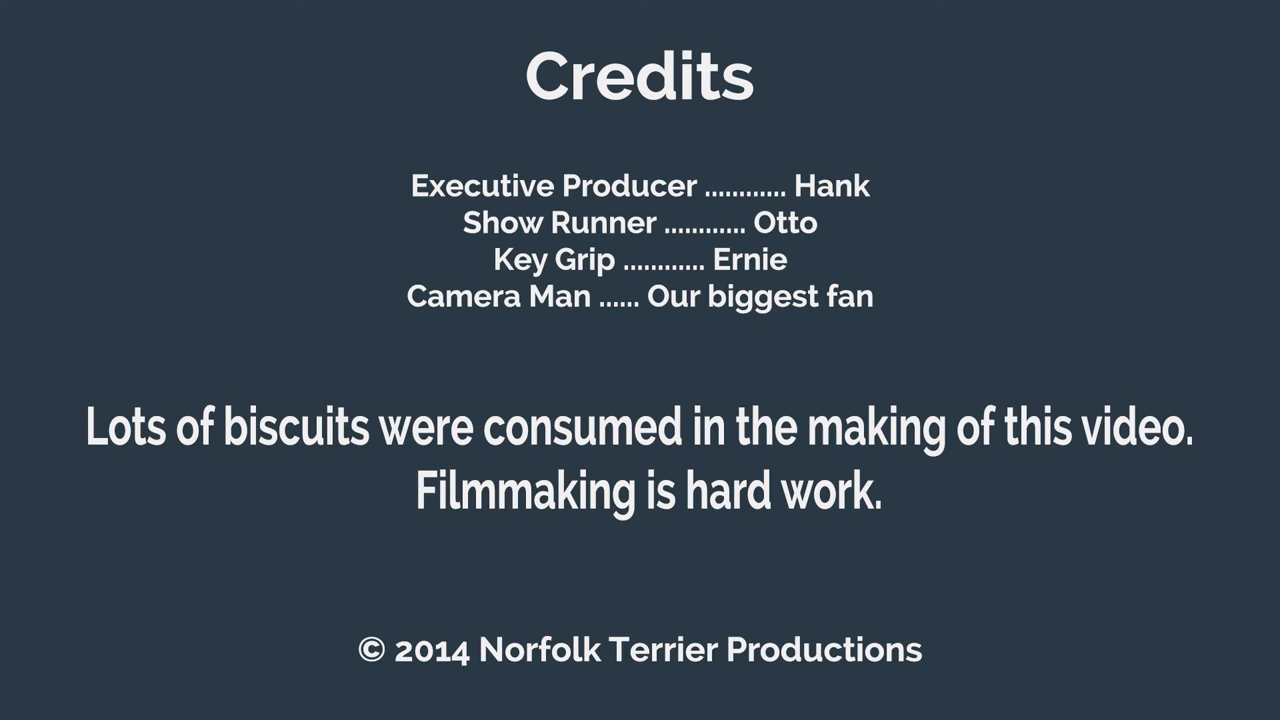 Credits
Executive Producer ............ Hank
Show Runner ............ Otto
Key Grip ............ Ernie
Camera Man ...... Our biggest fan
Lots of biscuits were consumed in the making of this video.
Filmmaking is hard work.
© 2014 Norfolk Terrier Productions